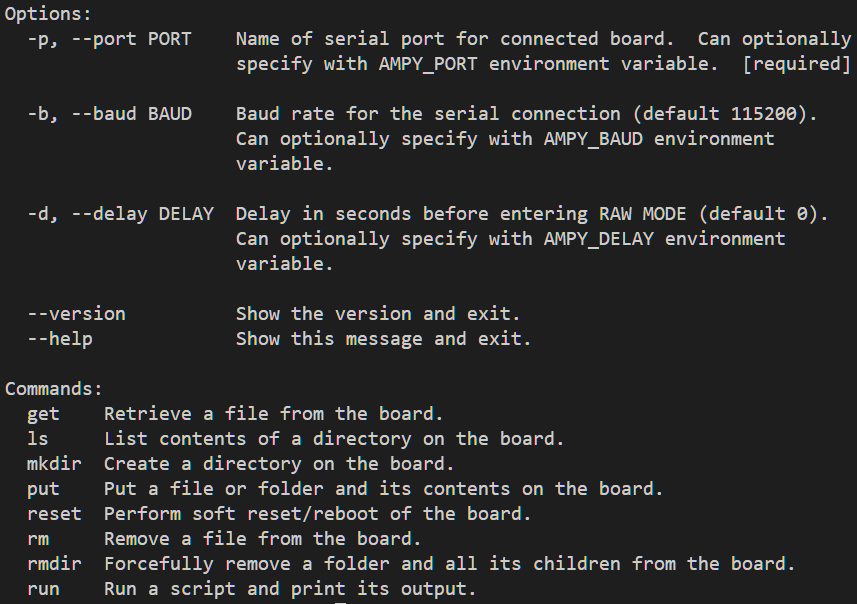 Options:
  -p, --port PORT    Name of serial port for connected board.  Can optionally
                     specify with AMPY_PORT environment variable.  [required]

  -b, --baud BAUD    Baud rate for the serial connection (default 115200).
                     Can optionally specify with AMPY_BAUD environment
                     variable.

  -d, --delay DELAY  Delay in seconds before entering RAW MODE (default 0).
                     Can optionally specify with AMPY_DELAY environment
                     variable.

  --version          Show the version and exit.
  --help             Show this message and exit.

Commands:
  get    Retrieve a file from the board.
  ls     List contents of a directory on the board.
  mkdir  Create a directory on the board.
  put    Put a file or folder and its contents on the board.
  reset  Perform soft reset/reboot of the board.
  rm     Remove a file from the board.
  rmdir  Forcefully remove a folder and all its children from the board.
  run    Run a script and print its output.